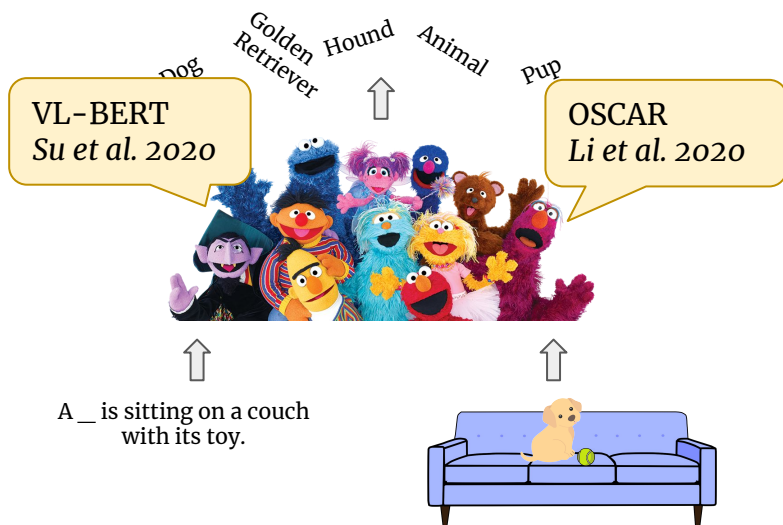 Dog
Golden
Retriever
Hound
Animal
Pup
VL-BERT
Su et al. 2020
OSCAR
Li et al. 2020
A _ is sitting on a couch
with its toy.